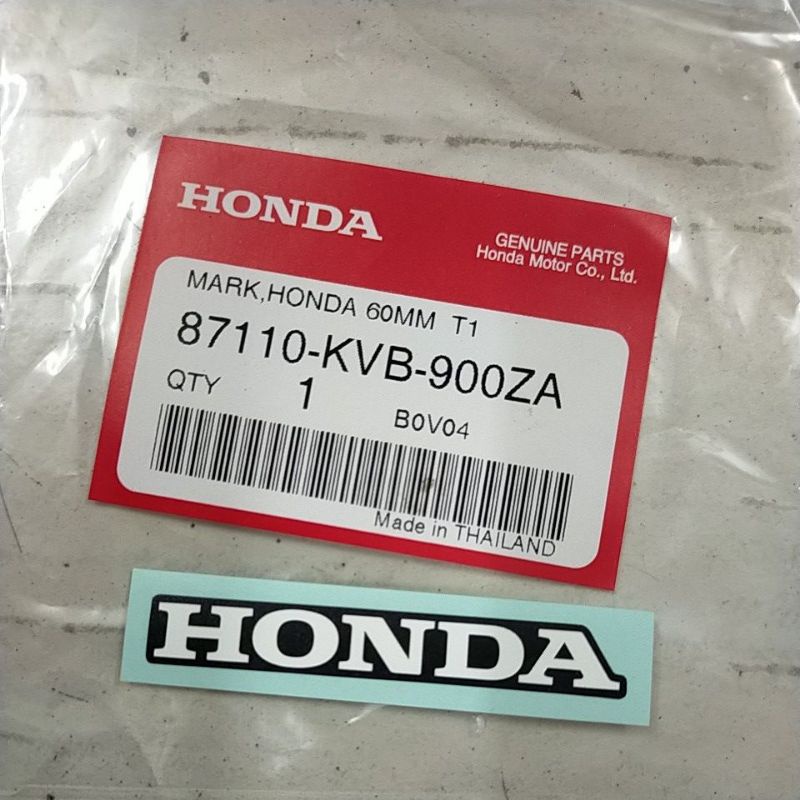 HONDA
GENUINE PARTS
Honda Motor Co., Ltd.
MARK,HONDA 60MM T1
87110-KVB-900ZA
QTY 1 B0V04
Made in THAILAND
HONDA